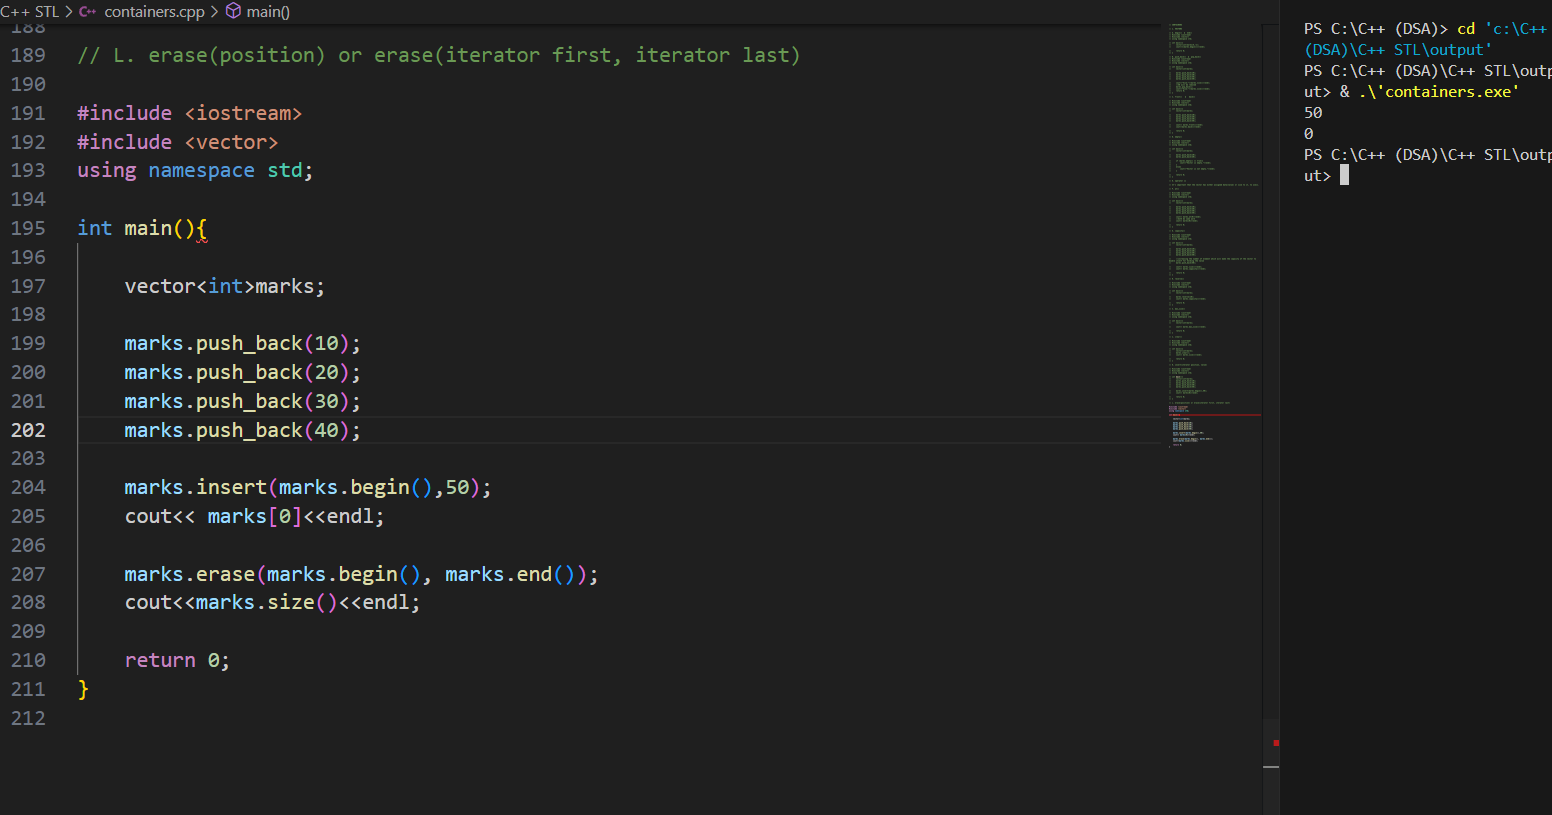 C++ STL > containers.cpp > main()
188
189 // L. erase(position) or erase(iterator first, iterator last)
190
191 #include <iostream>
192 #include <vector>
193 using namespace std;
194
195 int main(){
196
197     vector<int>marks;
198
199     marks.push_back(10);
200     marks.push_back(20);
201     marks.push_back(30);
202     marks.push_back(40);
203
204     marks.insert(marks.begin(),50);
205     cout<< marks[0]<<endl;
206
207     marks.erase(marks.begin(), marks.end());
208     cout<<marks.size()<<endl;
209
210     return 0;
211 }
212
PS C:\C++ (DSA)> cd 'c:\C++
(DSA)\C++ STL\output'
PS C:\C++ (DSA)\C++ STL\outp
ut> & .\'containers.exe'
50
0
PS C:\C++ (DSA)\C++ STL\outp
ut>